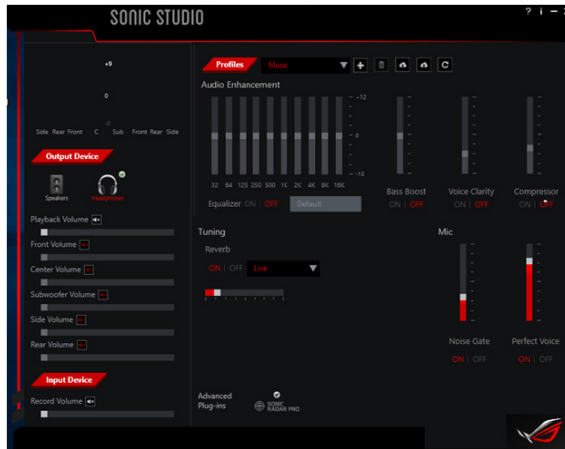 SONIC STUDIO
? i –
+9
0
Side Rear Front C Sub Front Rear Side
Output Device
Speakers Headphones
Playback Volume
Front Volume
Center Volume
Subwoofer Volume
Side Volume
Rear Volume
Input Device
Record Volume
Profiles Music
Audio Enhancement
+12
0
-12
32 64 125 250 500 1K 2K 4K 8K 16K
Equalizer ON | OFF Default
Bass Boost Voice Clarity Compressor
ON | OFF ON | OFF ON | OFF
Tuning
Reverb
ON | OFF Live
Mic
Noise Gate Perfect Voice
ON | OFF ON | OFF
Advanced
Plug-ins
SONIC
RADAR PRO